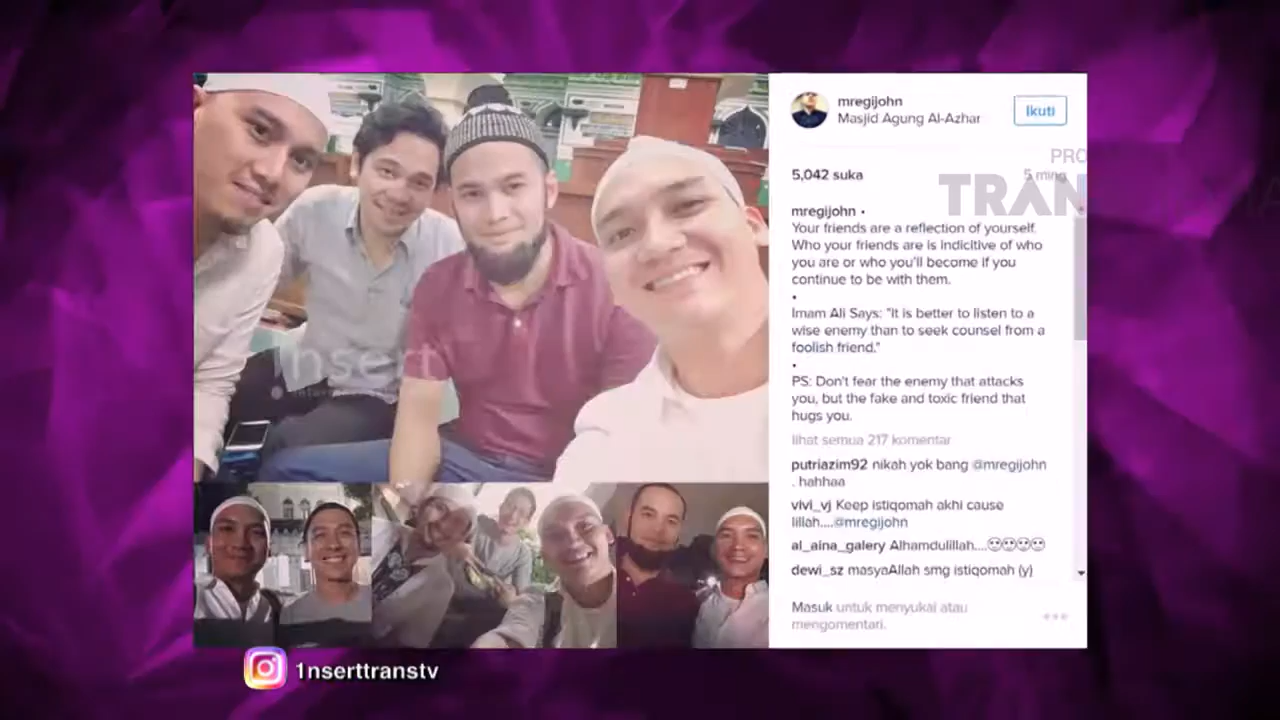 mregijohn
Masjid Agung Al-Azhar
Ikuti
PRO
5,042 suka
5 ming
TRAN
mregijohn •
Your friends are a reflection of yourself.
Who your friends are is indicitive of who
you are or who you'll become if you
continue to be with them.
•
Imam Ali Says: "It is better to listen to a
wise enemy than to seek counsel from a
foolish friend."
•
PS: Don't fear the enemy that attacks
you, but the fake and toxic friend that
hugs you.
lihat semua 217 komentar
putriazim92 nikah yok bang @mregijohn
. hahhaa
vivi_vj Keep istiqomah akhi cause
lillah....@mregijohn
al_aina_galery Alhamdulillah....
dewi_sz masyaAllah smg istiqomah (y)
Masuk untuk menyukai atau
mengomentari.
1nsert
1nserttranstv